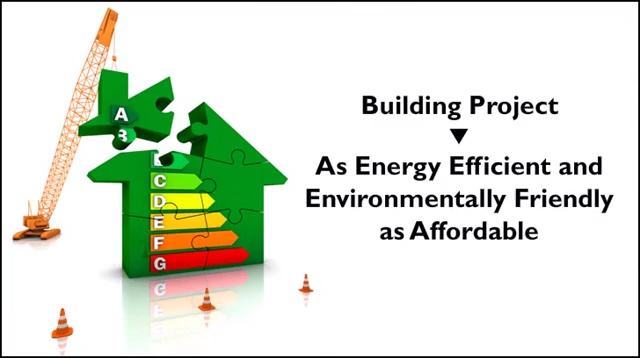 Building Project
▼
As Energy Efficient and
Environmentally Friendly
as Affordable
A
B
C
D
E
F
G